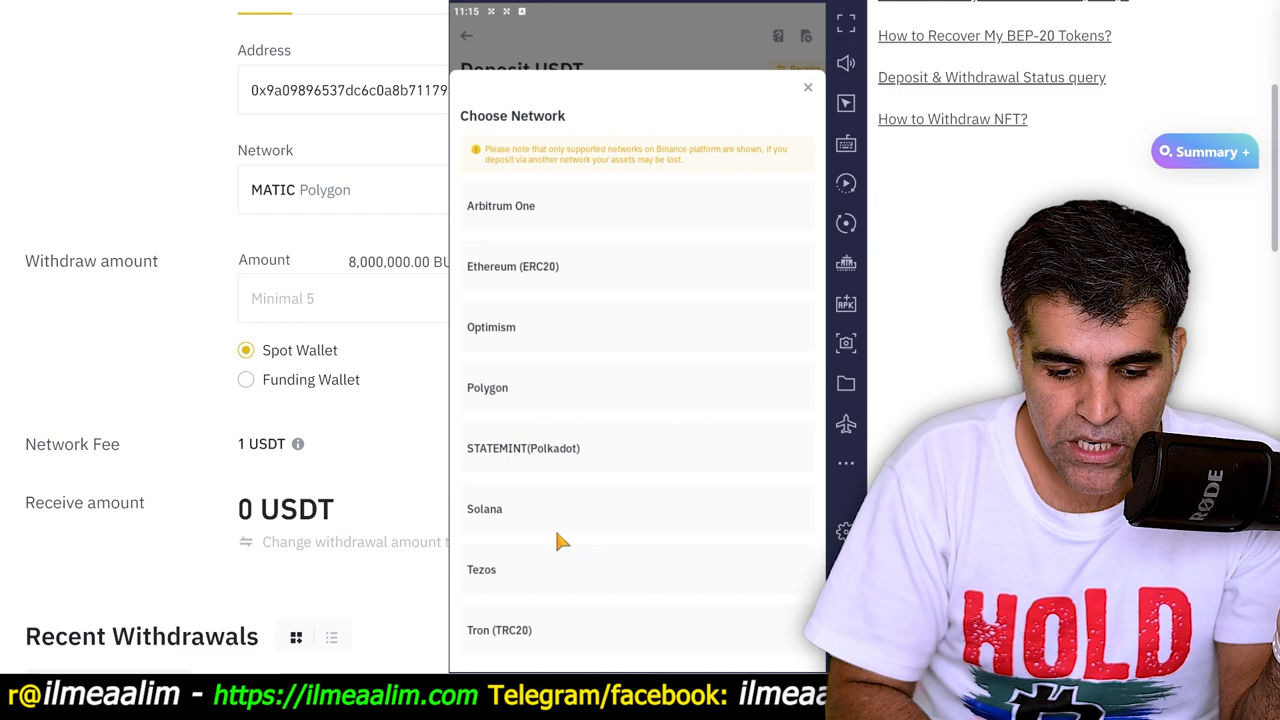 Address
0x9a09896537dc6c0a8b71179
Network
MATIC Polygon
Withdraw amount
Amount
8,000,000.00 BU
Minimal 5
Spot Wallet
Funding Wallet
Network Fee
1 USDT
Receive amount
0 USDT
Change withdrawal amount t
Recent Withdrawals
11:15
Deposit USDT
Receive
Choose Network
Please note that only supported networks on Binance platform are shown, if you
deposit via another network your assets may be lost.
Arbitrum One
Ethereum (ERC20)
Optimism
Polygon
STATEMINT(Polkadot)
Solana
Tezos
Tron (TRC20)
APK
How to Recover My BEP-20 Tokens?
Deposit & Withdrawal Status query
How to Withdraw NFT?
Summary +
RØDE
HOLD
r@ilmeaalim - https://ilmeaalim.com Telegram/facebook: ilmeaa